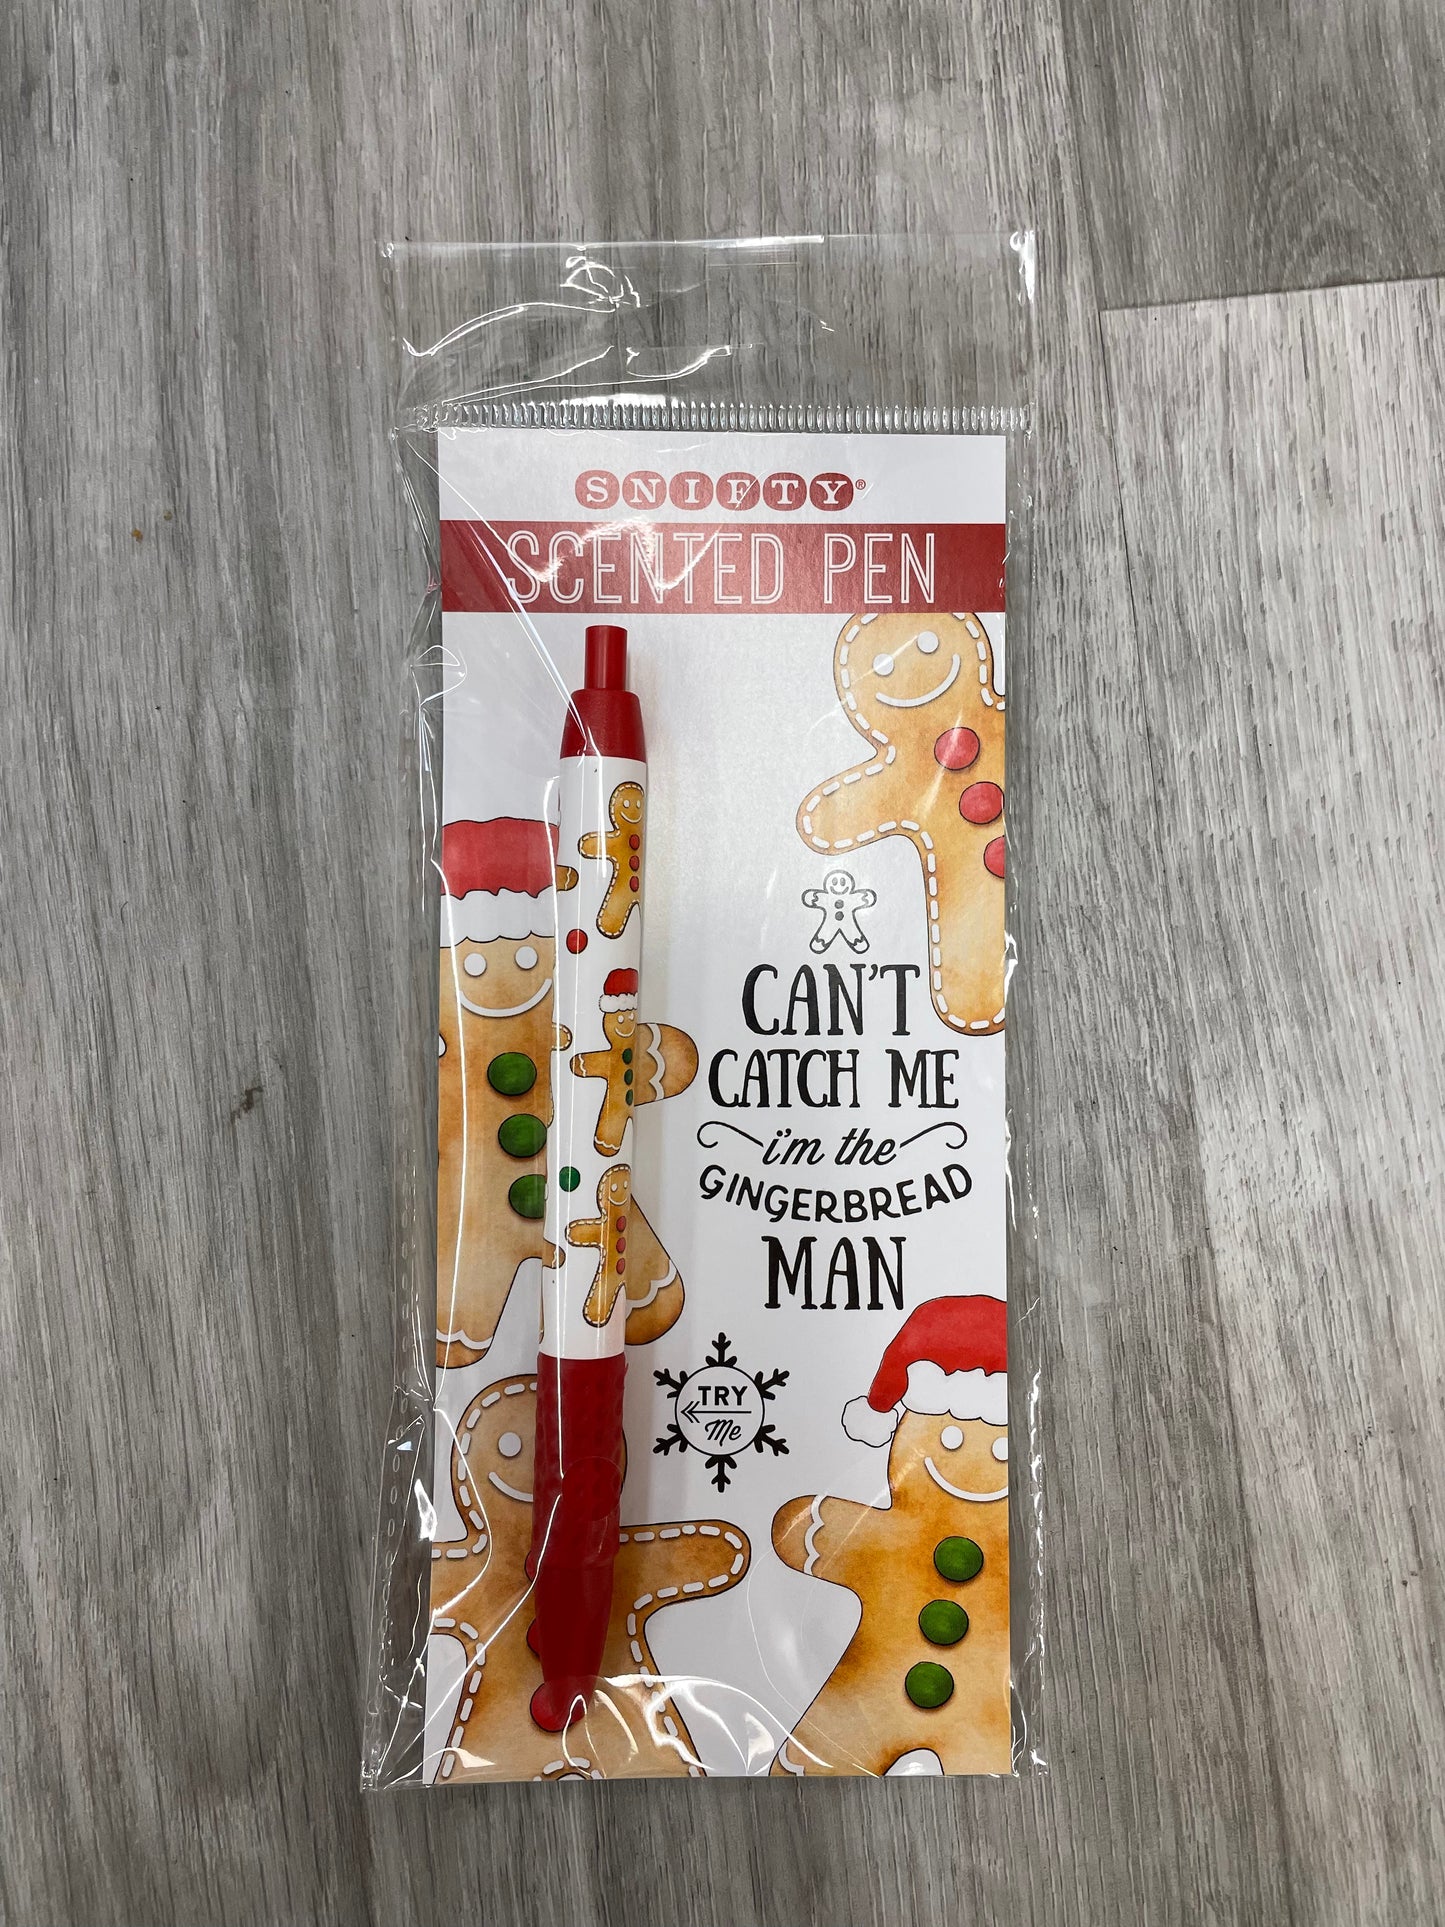 SNIFTY®
SCENTED PEN
CAN'T
CATCH ME
i'm the
GINGERBREAD
MAN
TRY
Me